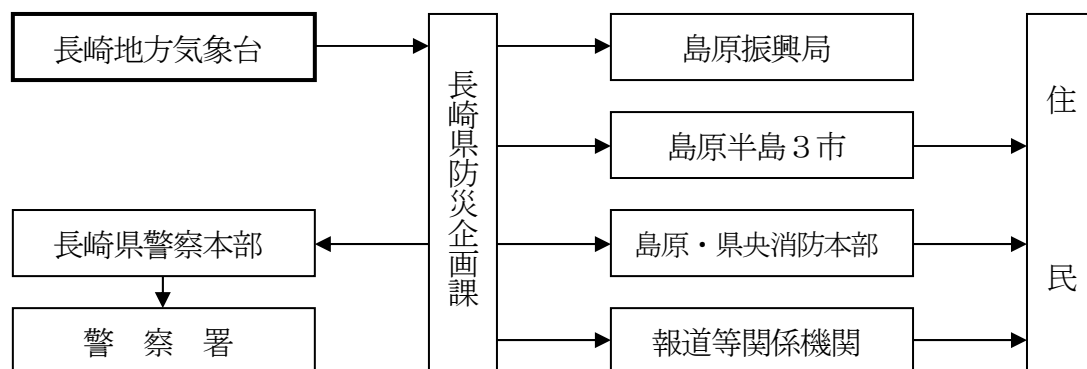 長崎地方気象台
長崎県防災企画課
島原振興局
島原半島3市
島原・県央消防本部
報道等関係機関
住民
長崎県警察本部
警察署